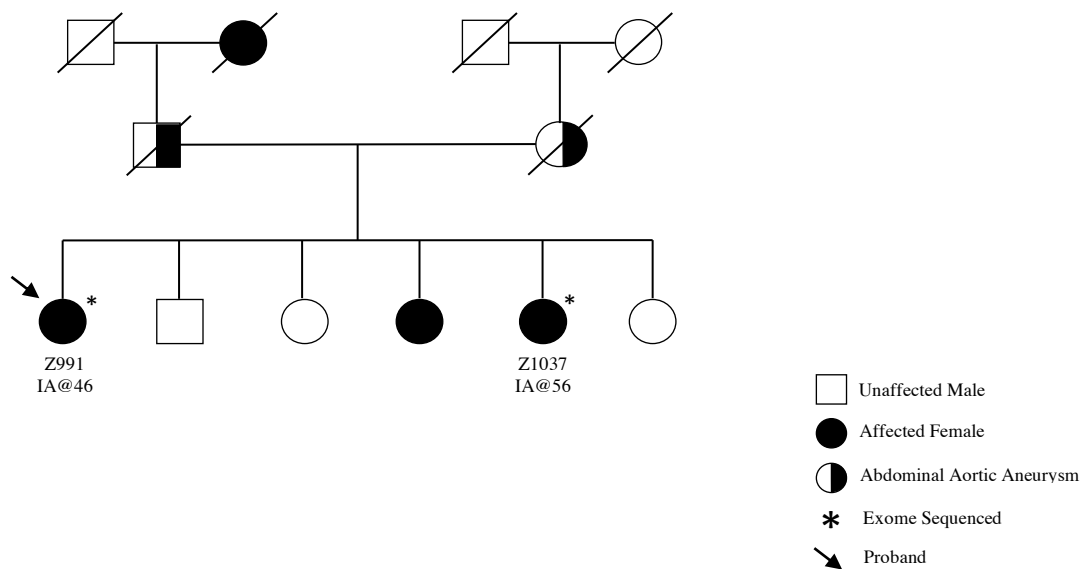 *
*
Z991
IA@46
Z1037
IA@56
Unaffected Male
Affected Female
Abdominal Aortic Aneurysm
* Exome Sequenced
Proband